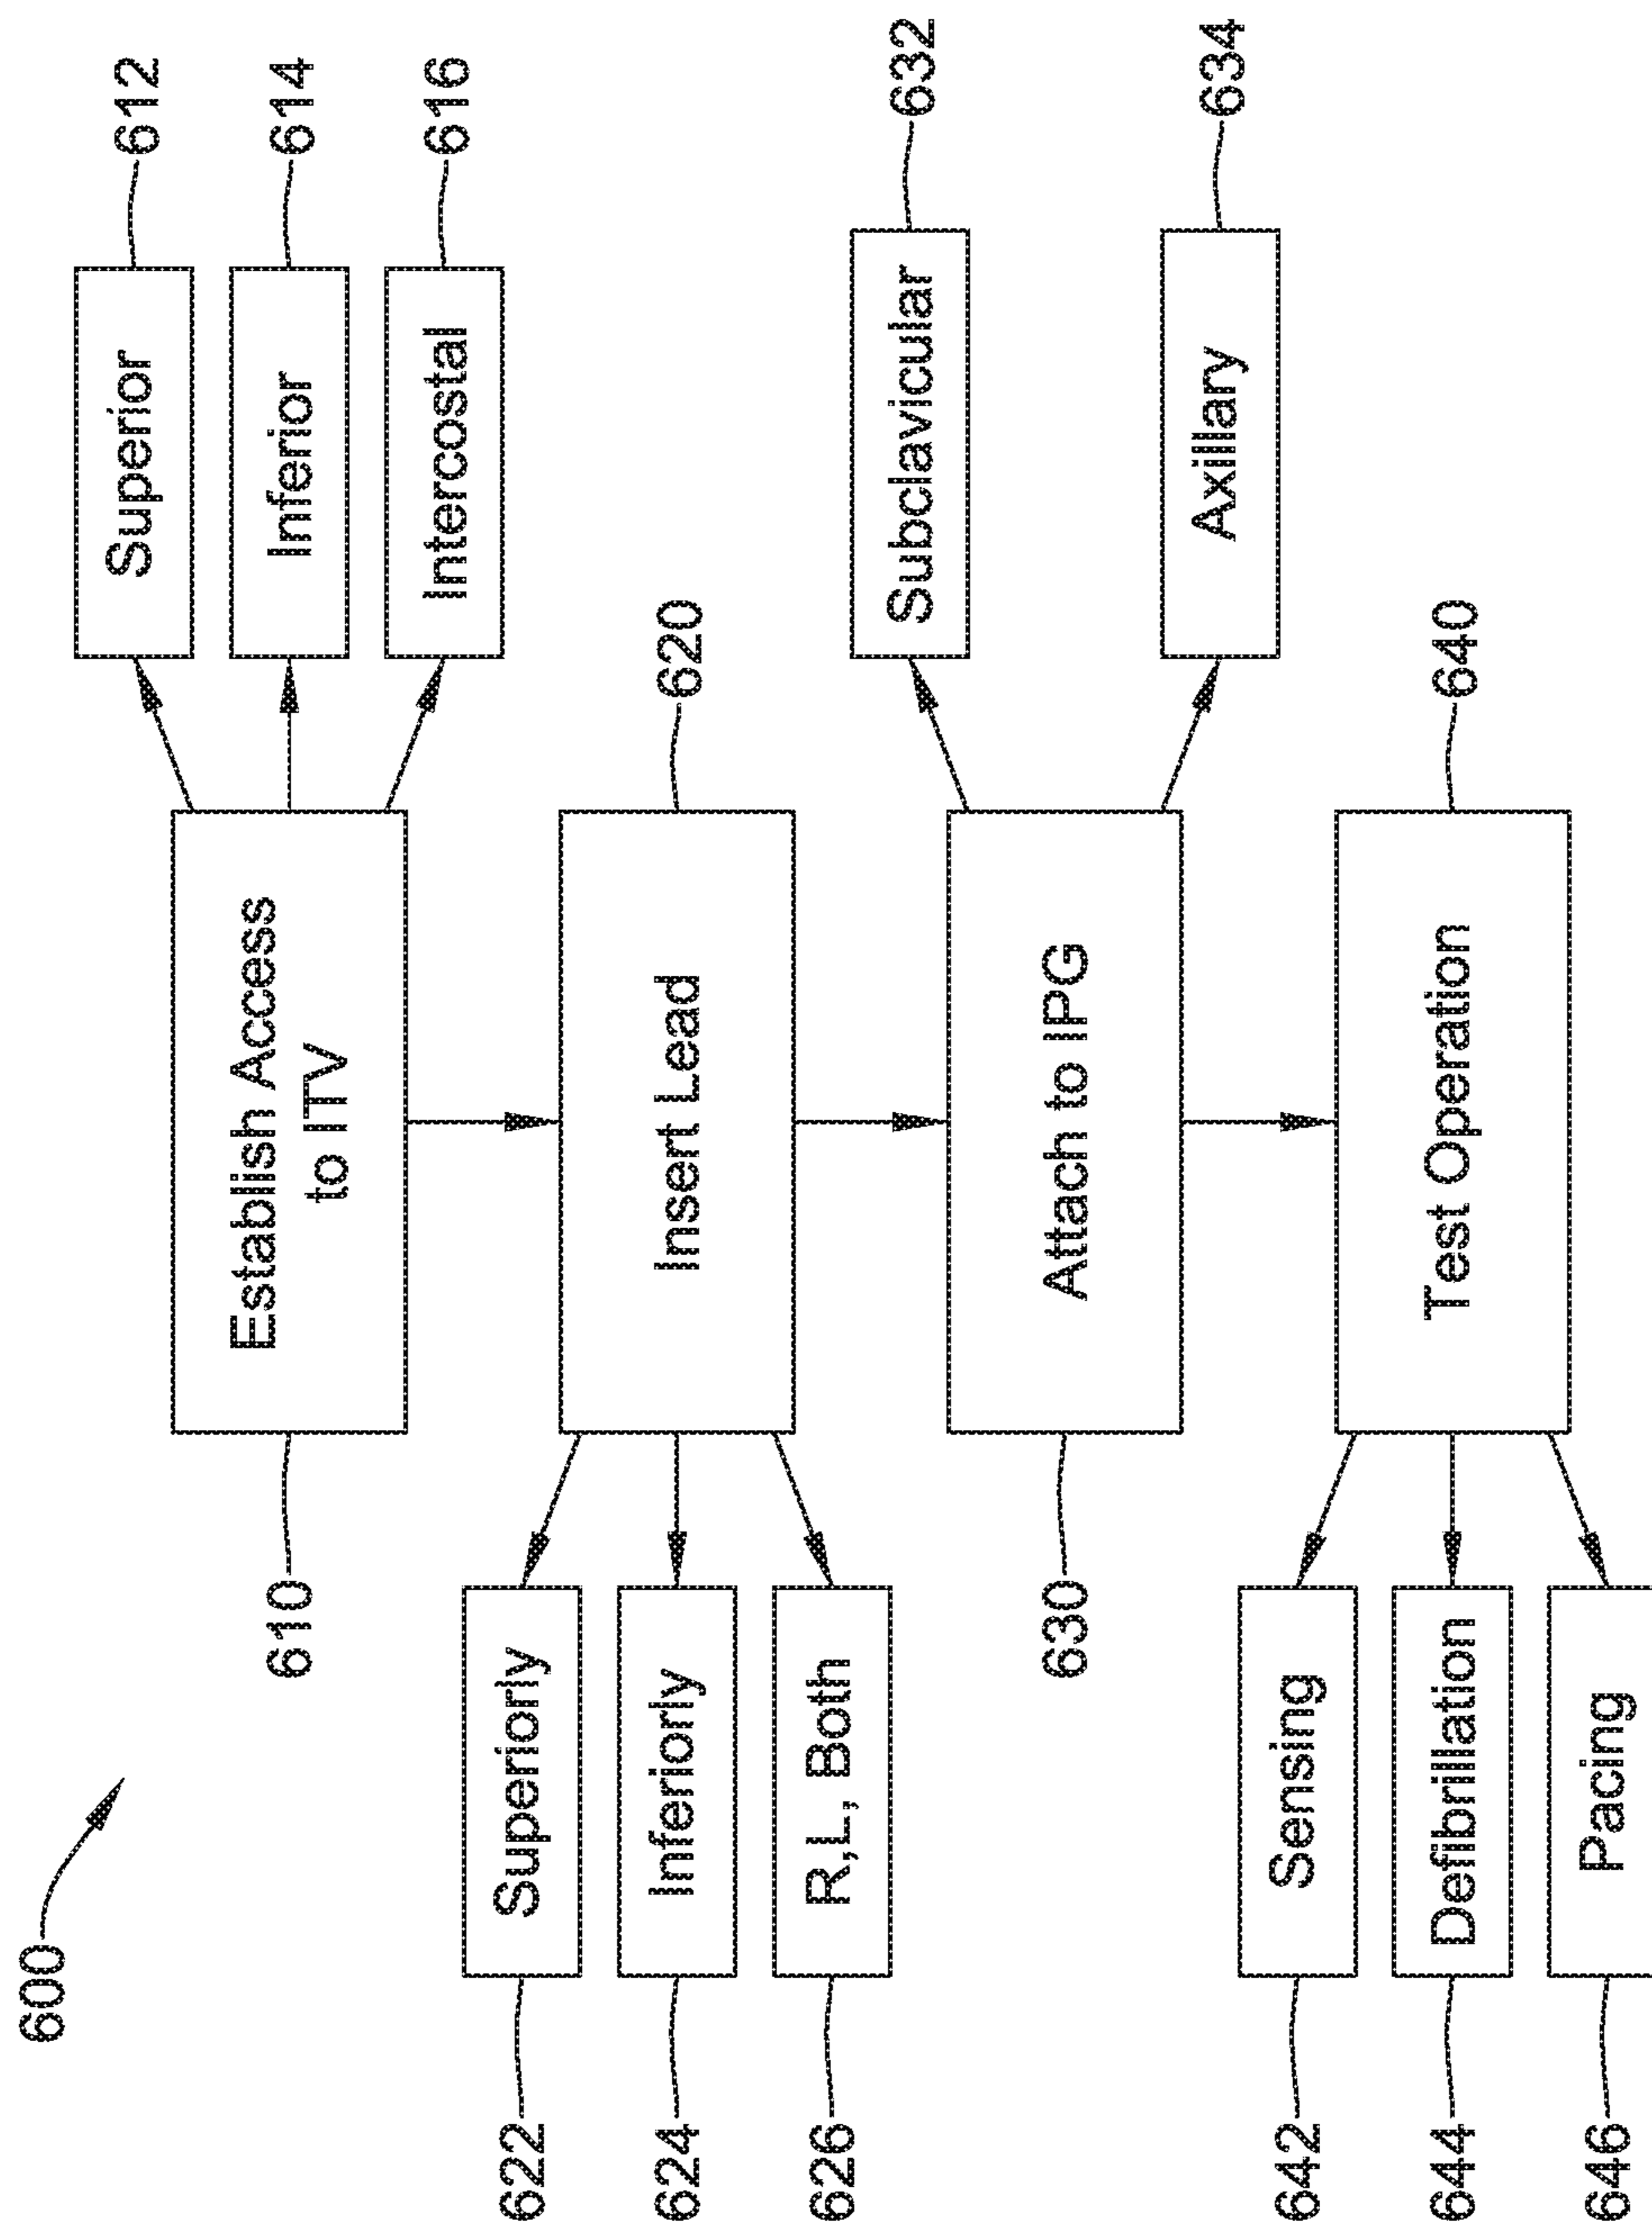 600
Superior
612
610
Establish Access
to ITV
Inferior
614
Intercostal
616
622
Superiorly
624
Inferiorly
Insert Lead
620
626
R,L, Both
Subclavicular
632
630
Attach to IPG
Axillary
634
642
Sensing
644
Defibrillation
Test Operation
640
646
Pacing